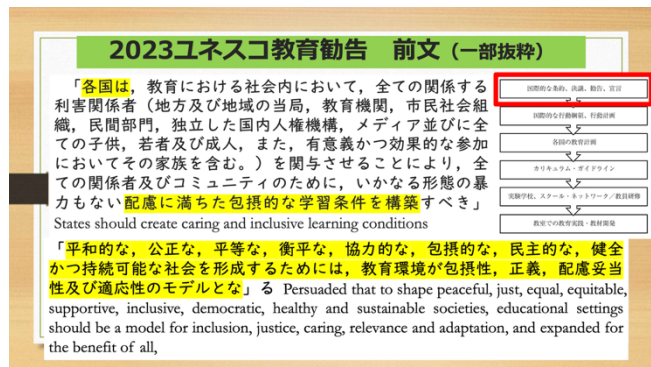 2023ユネスコ教育勧告　前文（一部抜粋）
「各国は，教育における社会内において，全ての関係する
利害関係者（地方及び地域の当局，教育機関，市民社会組
織，民間部門，独立した国内人権機構，メディア並びに全
ての子供，若者及び成人，また，有意義かつ効果的な参加
においてその家族を含む。）を関与させることにより，全
ての関係者及びコミュニティのために，いかなる形態の暴
力もない配慮に満ちた包摂的な学習条件を構築すべき」
States should create caring and inclusive learning conditions
「平和的な，公正な，平等な，衡平な，協力的な，包摂的な，民主的な，健全
かつ持続可能な社会を形成するためには，教育環境が包摂性，正義，配慮妥当
性及び適応性のモデルとな」る Persuaded that to shape peaceful, just, equal, equitable,
supportive, inclusive, democratic, healthy and sustainable societies, educational settings
should be a model for inclusion, justice, caring, relevance and adaptation, and expanded for
the benefit of all,
国際的な条約、決議、勧告、宣言
国際的な行動綱領、行動計画
各国の教育計画
カリキュラム・ガイドライン
実験学校、スクール・ネットワーク／教員研修
教室での教育実践・教材開発